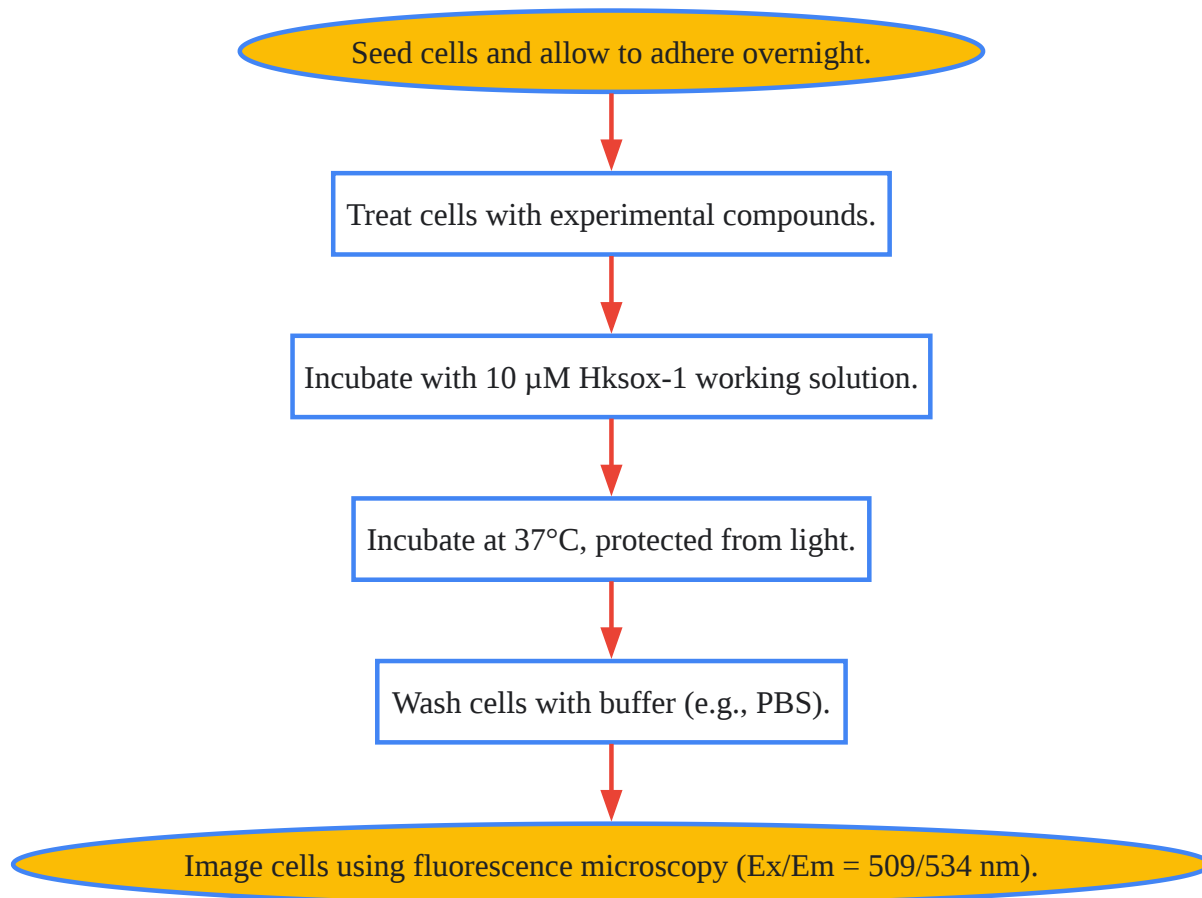 Seed cells and allow to adhere overnight.
Treat cells with experimental compounds.
Incubate with 10 µM Hksox-1 working solution.
Incubate at 37°C, protected from light.
Wash cells with buffer (e.g., PBS).
Image cells using fluorescence microscopy (Ex/Em = 509/534 nm).